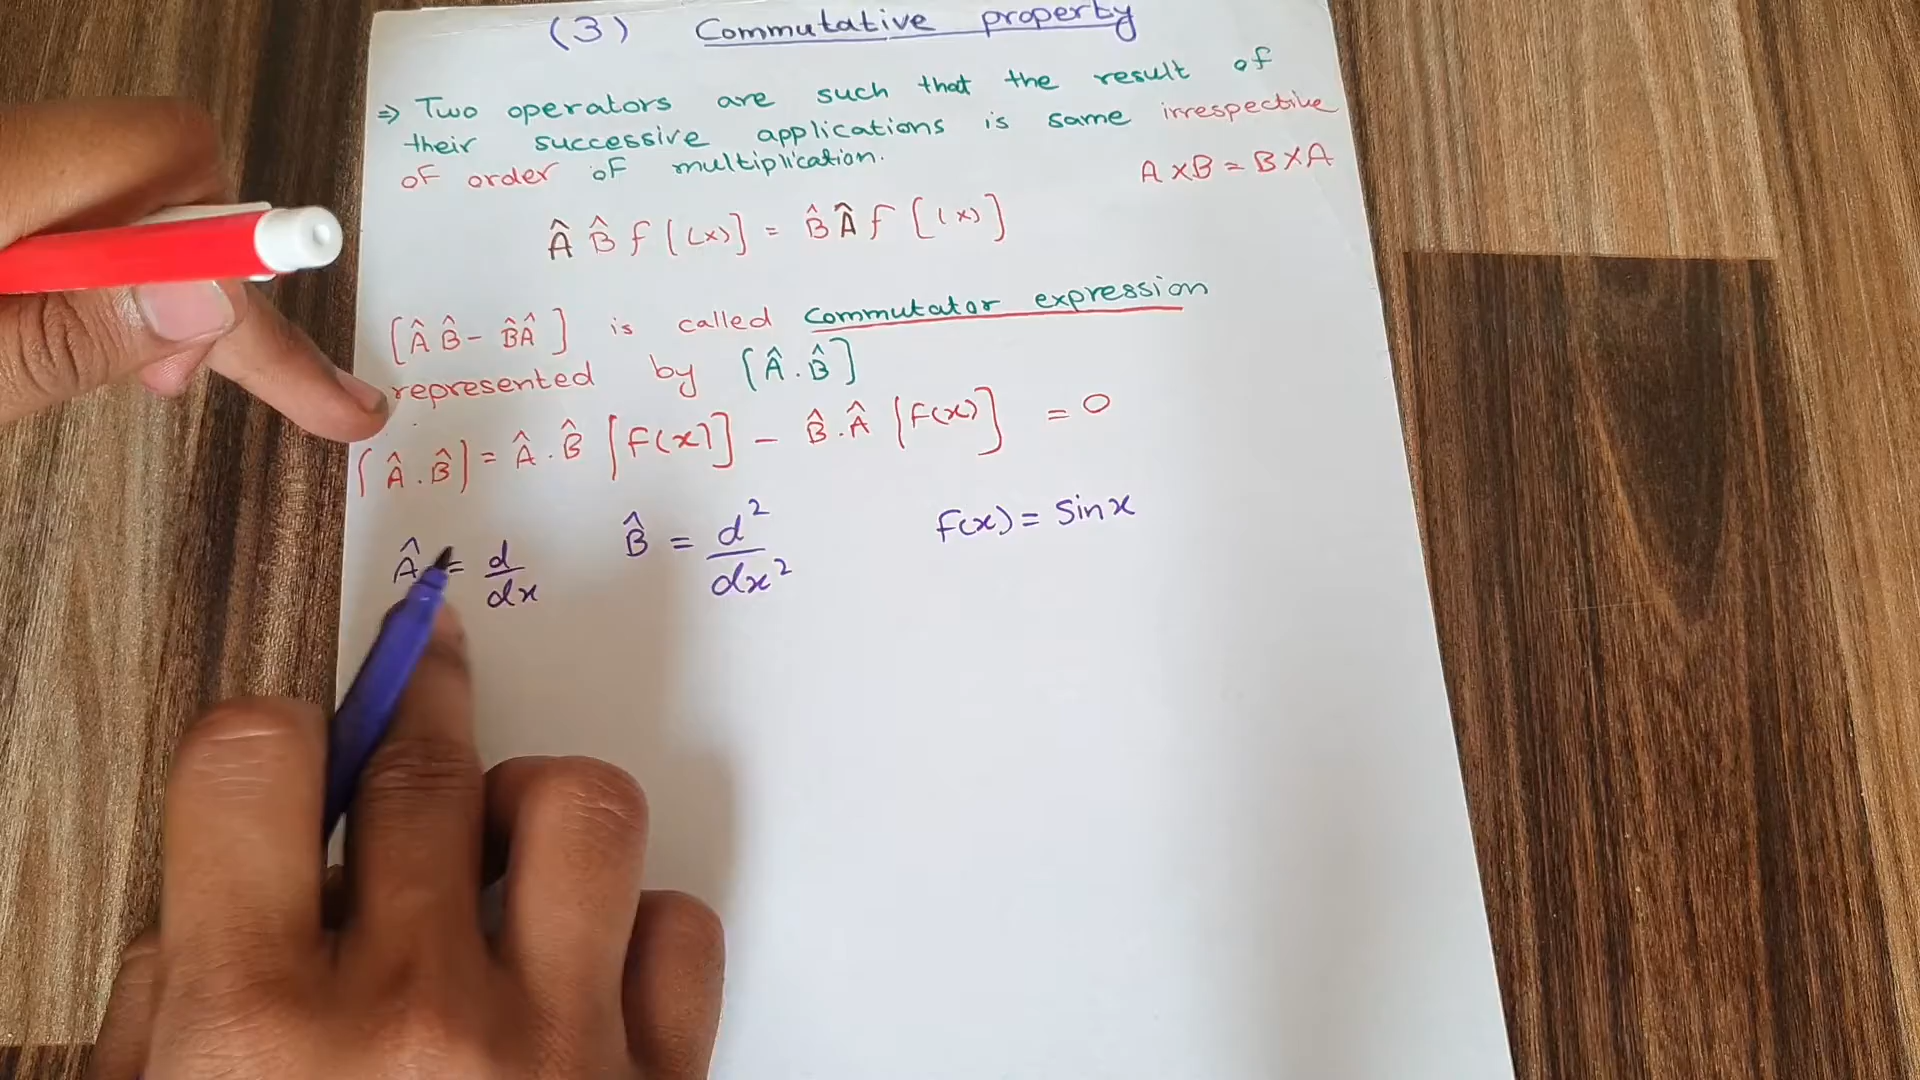 (3) Commutative property
⇒ Two operators are such that the result of
their successive applications is same irrespective
of order of multiplication.
A × B = B × A
Â B̂ f [(x)] = B̂ Â f [(x)]
[Â B̂ - B̂Â] is called Commutator expression
represented by [Â . B̂]
[Â . B̂] = Â . B̂ [F(x)] - B̂ . Â [F(x)] = 0
Â = d/dx B̂ = d²/dx² F(x) = Sin x